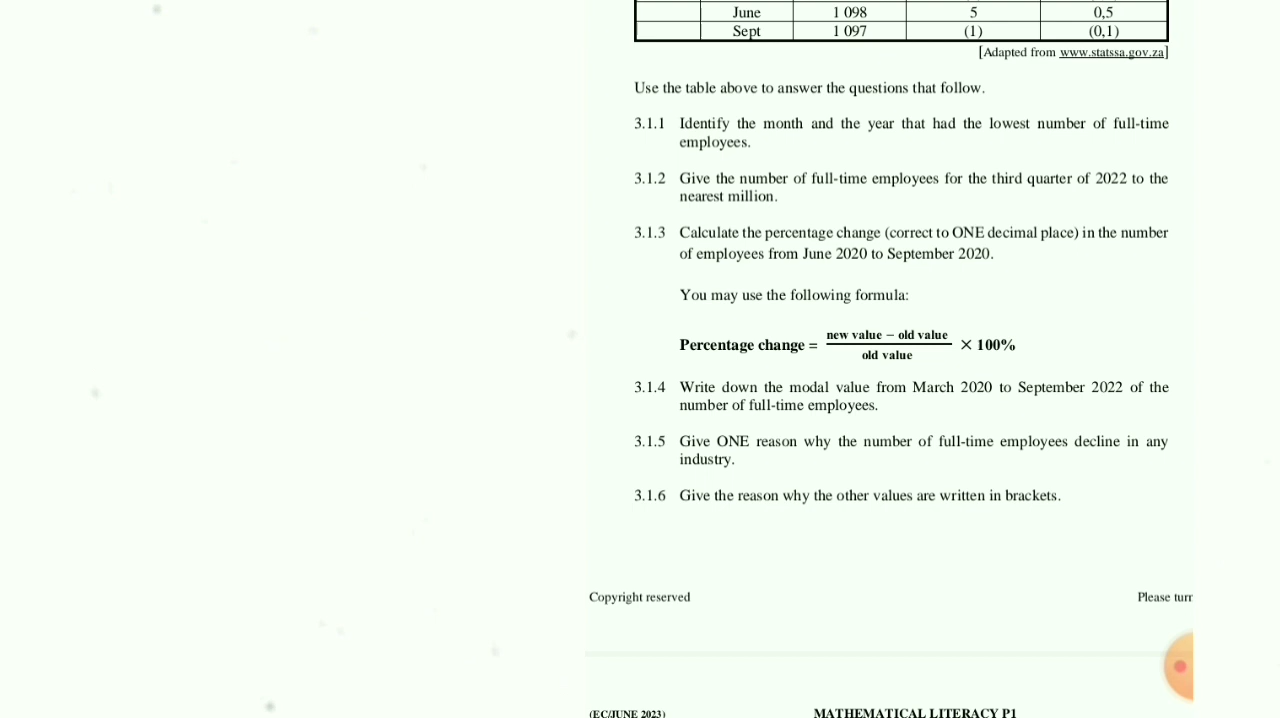 June 1 098 5 0,5
Sept 1 097 (1) (0,1)
[Adapted from www.statssa.gov.za]
Use the table above to answer the questions that follow.
3.1.1 Identify the month and the year that had the lowest number of full-time
employees.
3.1.2 Give the number of full-time employees for the third quarter of 2022 to the
nearest million.
3.1.3 Calculate the percentage change (correct to ONE decimal place) in the number
of employees from June 2020 to September 2020.
You may use the following formula:
Percentage change = new value − old value / old value × 100%
3.1.4 Write down the modal value from March 2020 to September 2022 of the
number of full-time employees.
3.1.5 Give ONE reason why the number of full-time employees decline in any
industry.
3.1.6 Give the reason why the other values are written in brackets.
Copyright reserved Please turn
(EC/JUNE 2023) MATHEMATICAL LITERACY P1